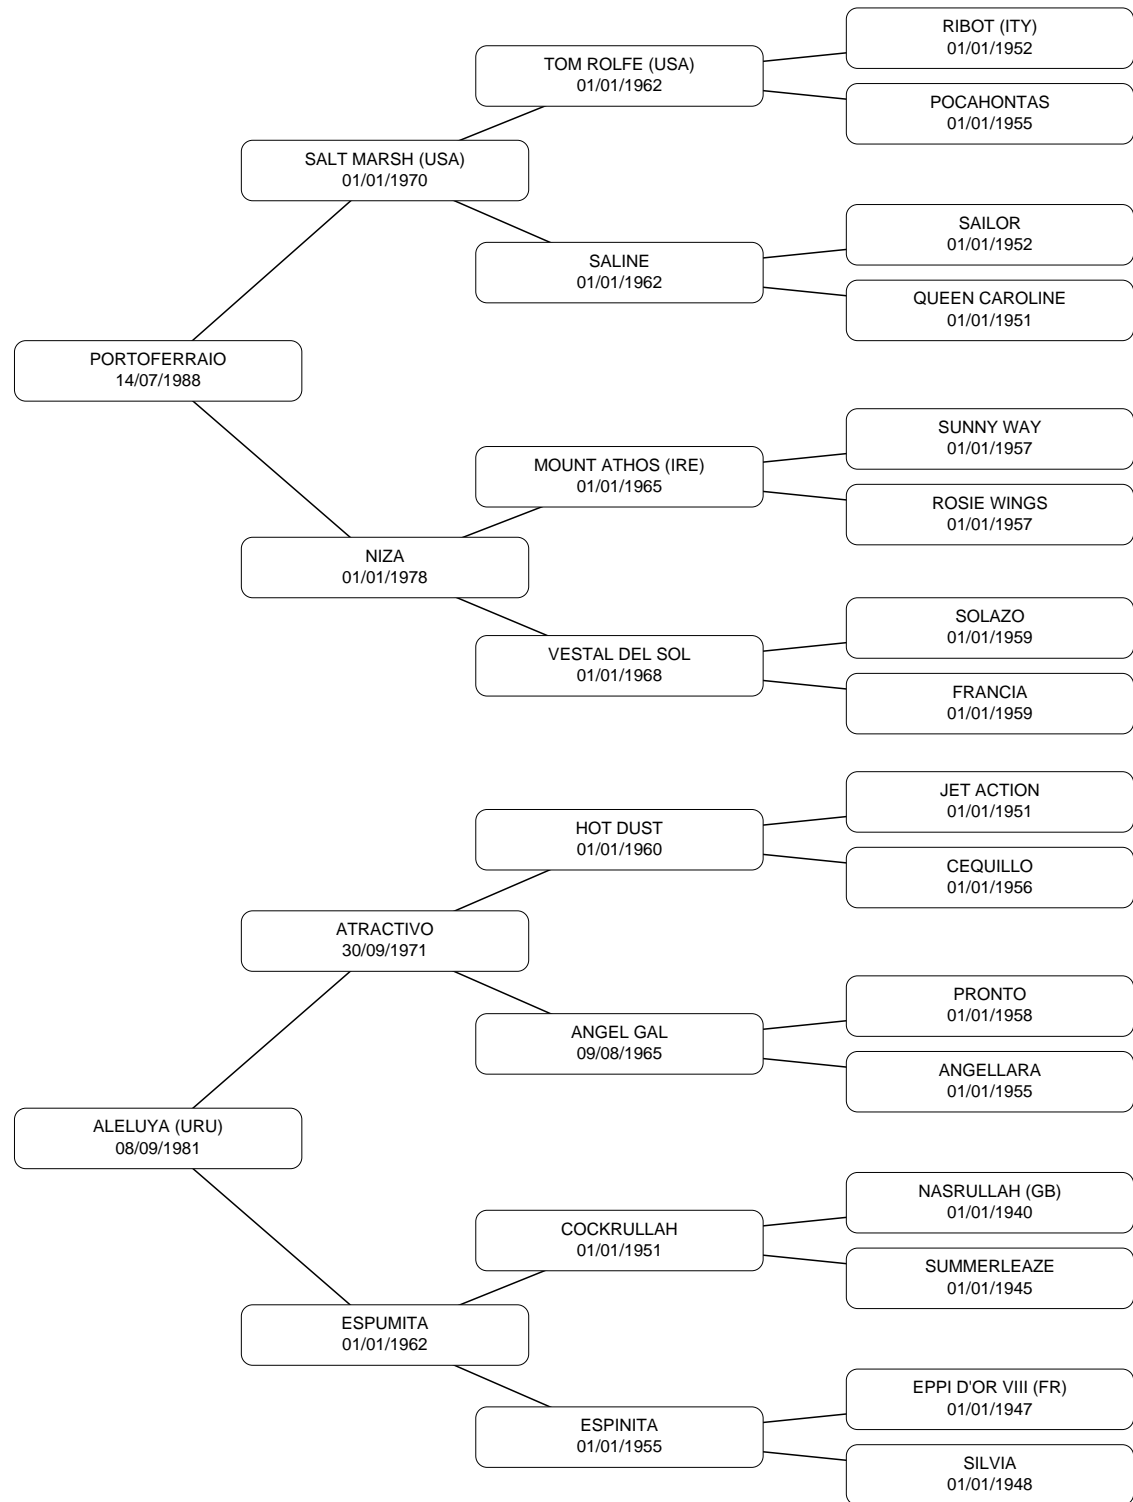 RIBOT (ITY)
01/01/1952
TOM ROLFE (USA)
01/01/1962
POCAHONTAS
01/01/1955
SALT MARSH (USA)
01/01/1970
SAILOR
01/01/1952
SALINE
01/01/1962
QUEEN CAROLINE
01/01/1951
PORTOFERRAIO
14/07/1988
SUNNY WAY
01/01/1957
MOUNT ATHOS (IRE)
01/01/1965
ROSIE WINGS
01/01/1957
NIZA
01/01/1978
SOLAZO
01/01/1959
VESTAL DEL SOL
01/01/1968
FRANCIA
01/01/1959
JET ACTION
01/01/1951
HOT DUST
01/01/1960
CEQUILLO
01/01/1956
ATRACTIVO
30/09/1971
PRONTO
01/01/1958
ANGEL GAL
09/08/1965
ANGELLARA
01/01/1955
ALELUYA (URU)
08/09/1981
NASRULLAH (GB)
01/01/1940
COCKRULLAH
01/01/1951
SUMMERLEAZE
01/01/1945
ESPUMITA
01/01/1962
EPPI D'OR VIII (FR)
01/01/1947
ESPINITA
01/01/1955
SILVIA
01/01/1948